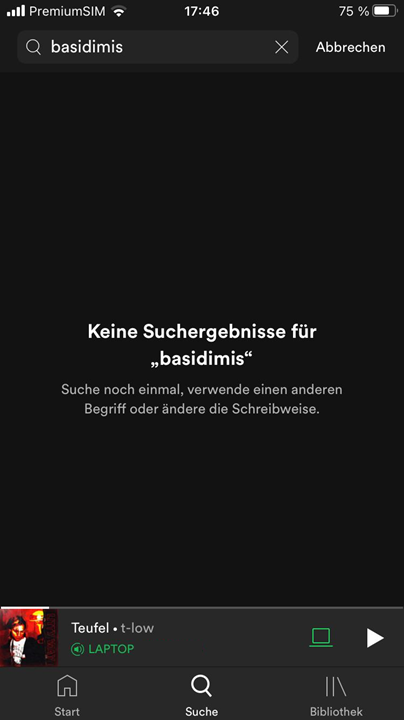 PremiumSIM 17:46 75 %
basidimis Abbrechen
Keine Suchergebnisse für
„basidimis“
Suche noch einmal, verwende einen anderen
Begriff oder ändere die Schreibweise.
Teufel • t-low
LAPTOP
Start Suche Bibliothek